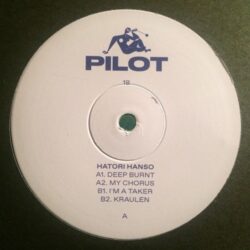 PILOT
18
HATORI HANSO
A1. DEEP BURNT
A2. MY CHORUS
B1. I'M A TAKER
B2. KRAULEN
A